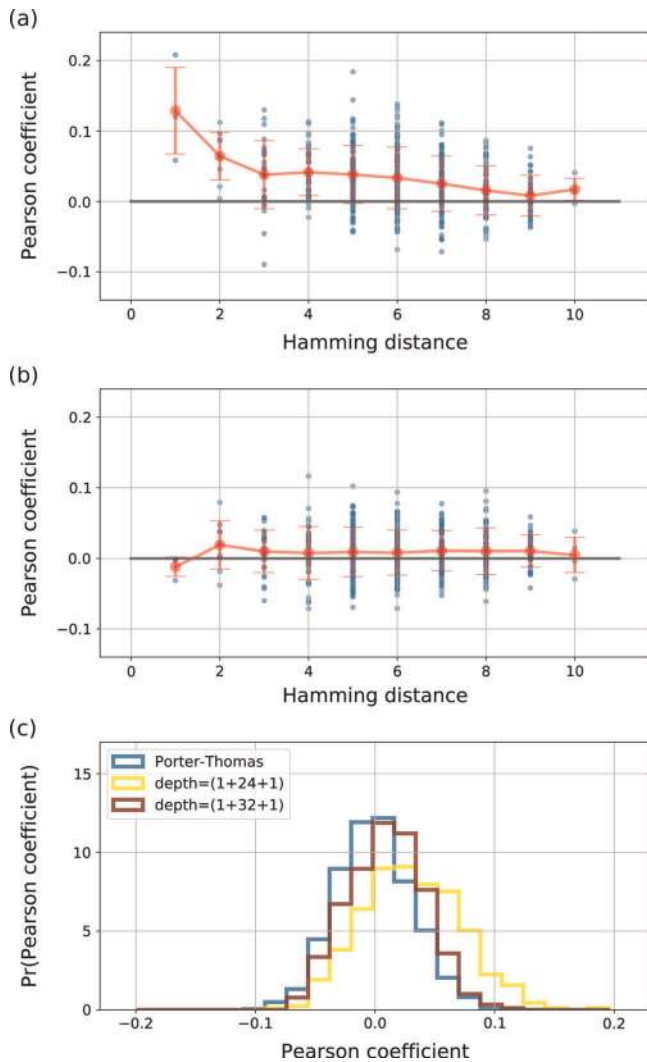 (a)
0.2
0.1
0.0
−0.1
Pearson coefficient
0
2
4
6
8
10
Hamming distance
(b)
0.2
0.1
0.0
−0.1
Pearson coefficient
0
2
4
6
8
10
Hamming distance
(c)
Porter-Thomas
depth=(1+24+1)
depth=(1+32+1)
15
10
5
0
Pr(Pearson coefficient)
−0.2
−0.1
0.0
0.1
0.2
Pearson coefficient